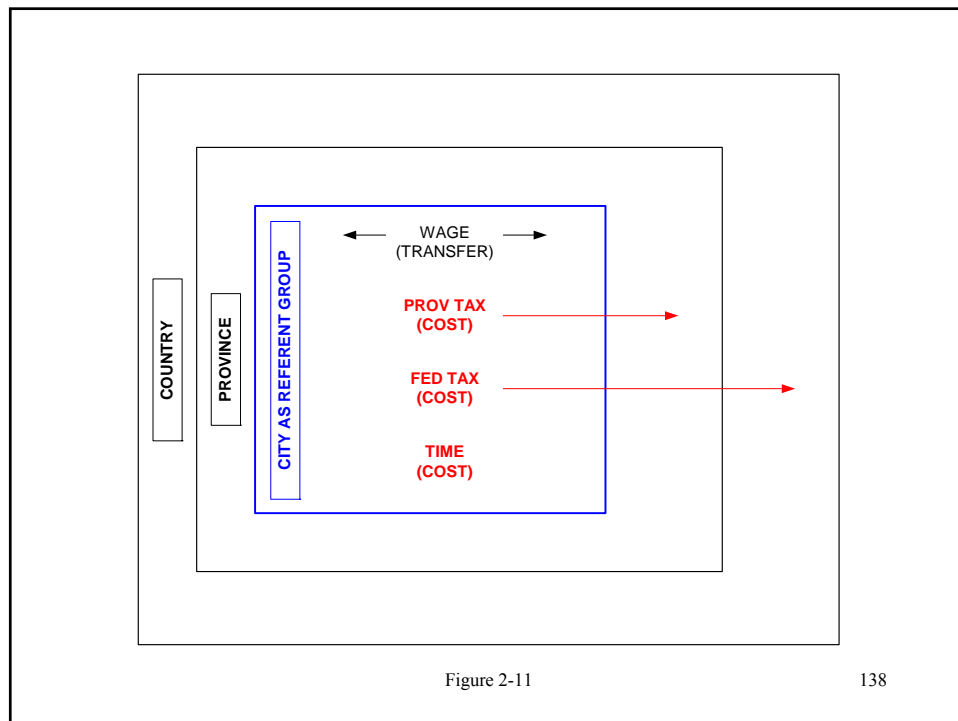 COUNTRY
PROVINCE
CITY AS REFERENT GROUP
WAGE
(TRANSFER)
PROV TAX
(COST)
FED TAX
(COST)
TIME
(COST)
Figure 2-11
138